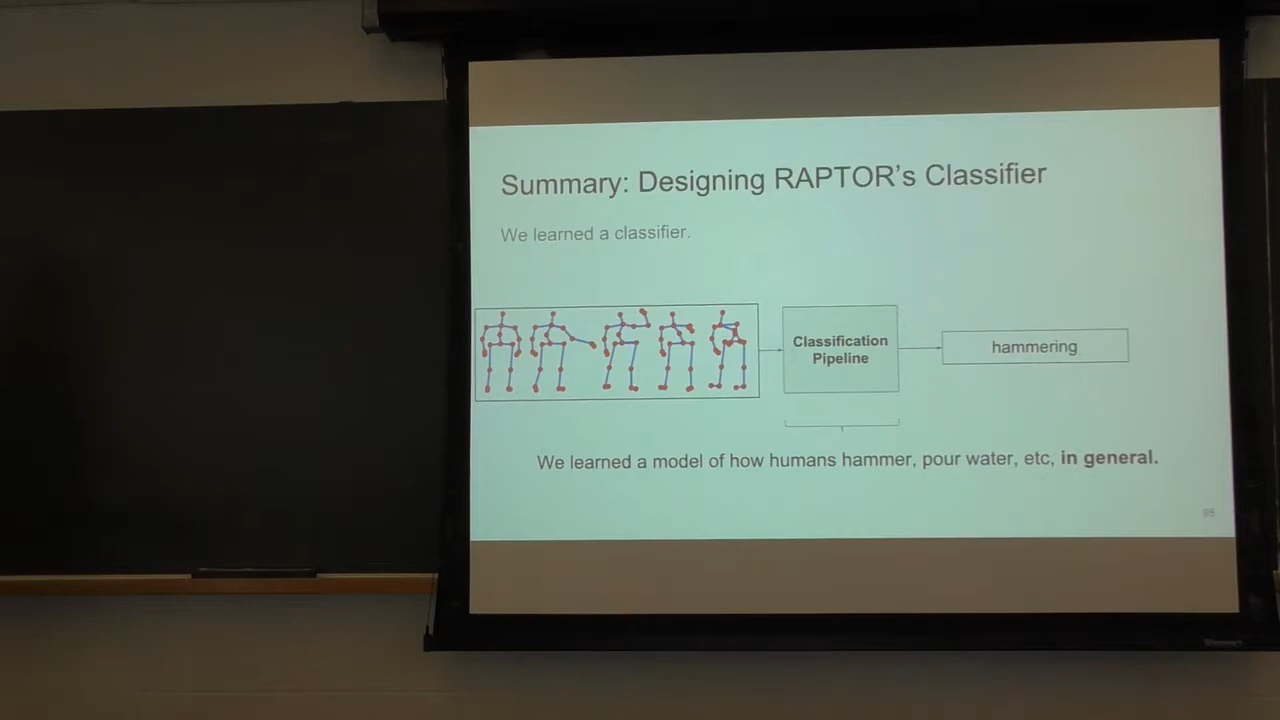 Summary: Designing RAPTOR's Classifier
We learned a classifier.
Classification
Pipeline
hammering
We learned a model of how humans hammer, pour water, etc, in general.